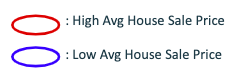 : High Avg House Sale Price
: Low Avg House Sale Price